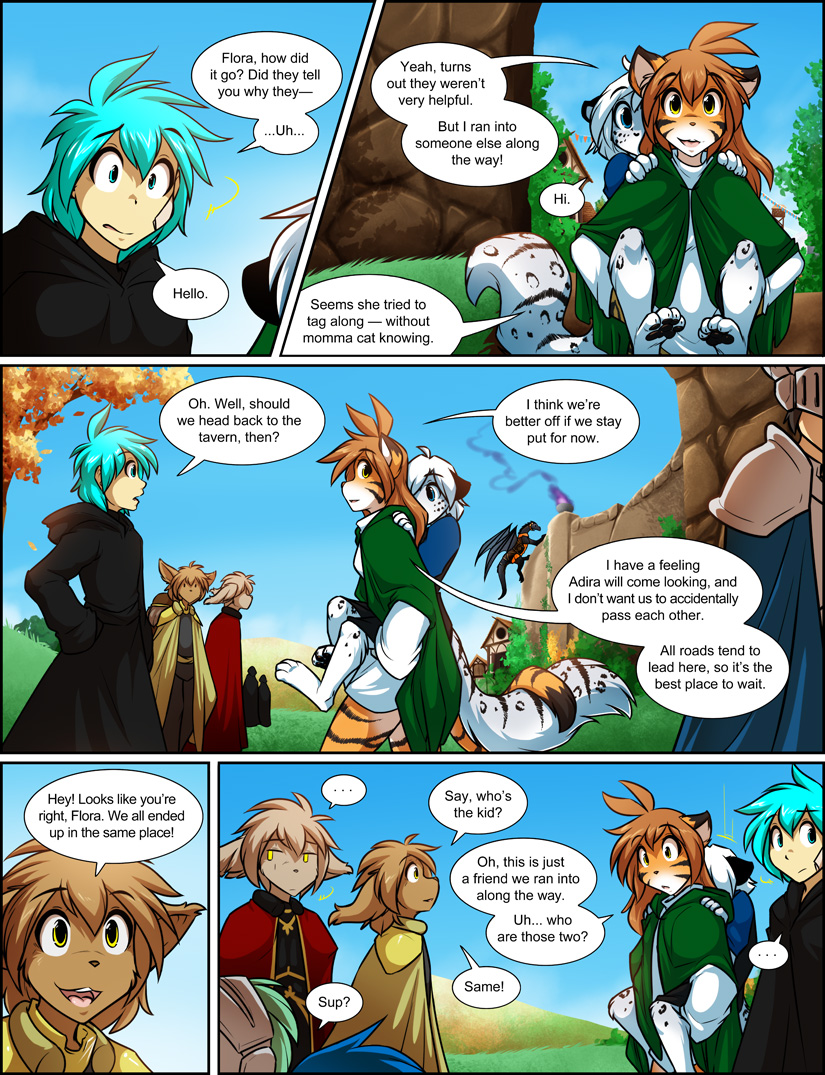 Flora, how did
it go? Did they tell
you why they—
...Uh...
Hello.
Yeah, turns
out they weren't
very helpful.
But I ran into
someone else along
the way!
Hi.
Seems she tried to
tag along — without
momma cat knowing.
Oh. Well, should
we head back to the
tavern, then?
I think we're
better off if we stay
put for now.
I have a feeling
Adira will come looking, and
I don't want us to accidentally
pass each other.
All roads tend to
lead here, so it's the
best place to wait.
Hey! Looks like you're
right, Flora. We all ended
up in the same place!
. . .
Say, who's
the kid?
Oh, this is just
a friend we ran into
along the way.
Uh... who
are those two?
Same!
Sup?
. . .